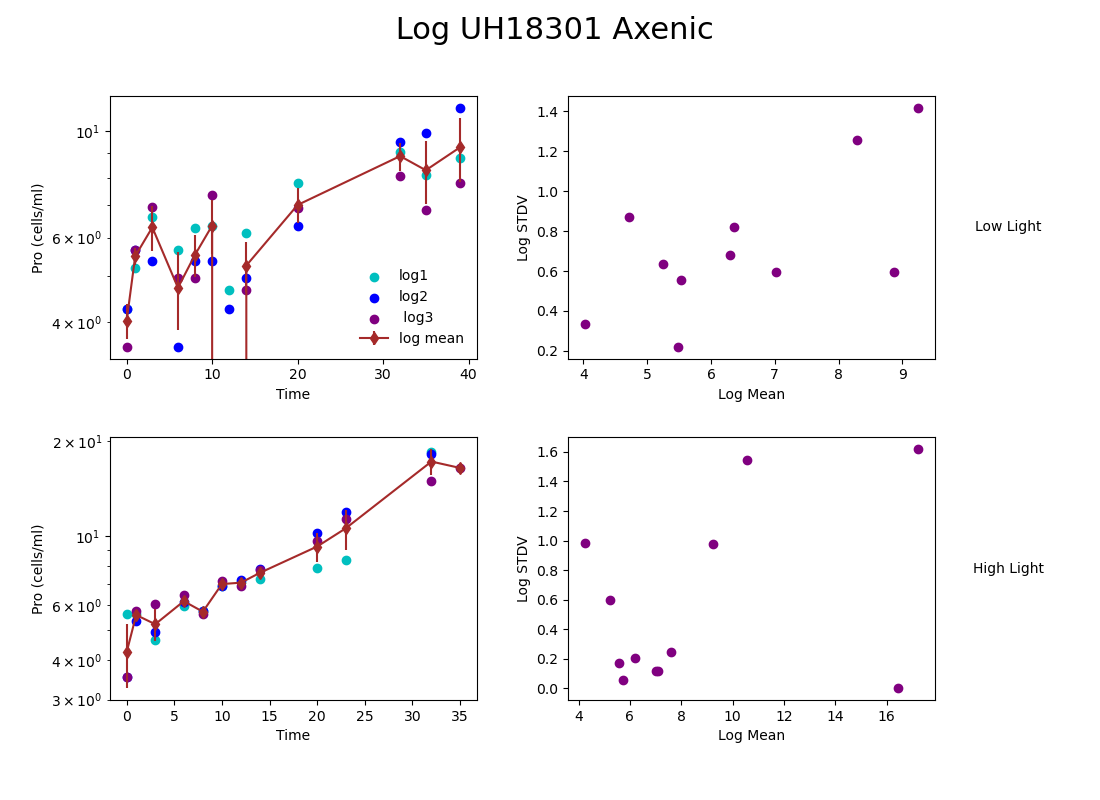 Log UH18301 Axenic
Pro (cells/ml)
10^1
6 × 10^0
4 × 10^0
0 10 20 30 40
Time
log1
log2
log3
log mean
Log STDV
1.4
1.2
1.0
0.8
0.6
0.4
0.2
4 5 6 7 8 9
Log Mean
Low Light
Pro (cells/ml)
2 × 10^1
10^1
6 × 10^0
4 × 10^0
3 × 10^0
0 5 10 15 20 25 30 35
Time
Log STDV
1.6
1.4
1.2
1.0
0.8
0.6
0.4
0.2
0.0
4 6 8 10 12 14 16
Log Mean
High Light